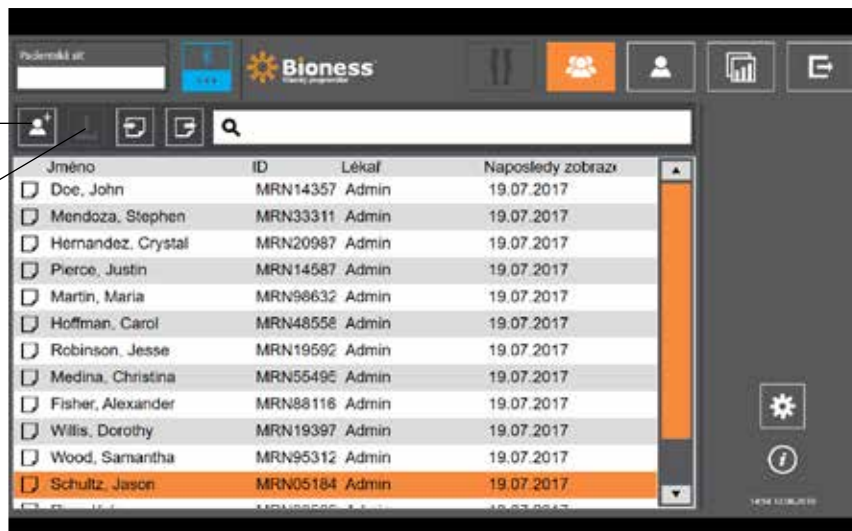 Bioness
Jméno ID Lékař Naposledy zobraze
Doe, John MRN14357 Admin 19.07.2017
Mendoza, Stephen MRN33311 Admin 19.07.2017
Hernandez, Crystal MRN20987 Admin 19.07.2017
Pierce, Justin MRN14587 Admin 19.07.2017
Martin, Maria MRN98632 Admin 19.07.2017
Hoffman, Carol MRN48558 Admin 19.07.2017
Robinson, Jesse MRN19592 Admin 19.07.2017
Medina, Christina MRN55495 Admin 19.07.2017
Fisher, Alexander MRN88116 Admin 19.07.2017
Willis, Dorothy MRN19397 Admin 19.07.2017
Wood, Samantha MRN95312 Admin 19.07.2017
Schultz, Jason MRN05184 Admin 19.07.2017